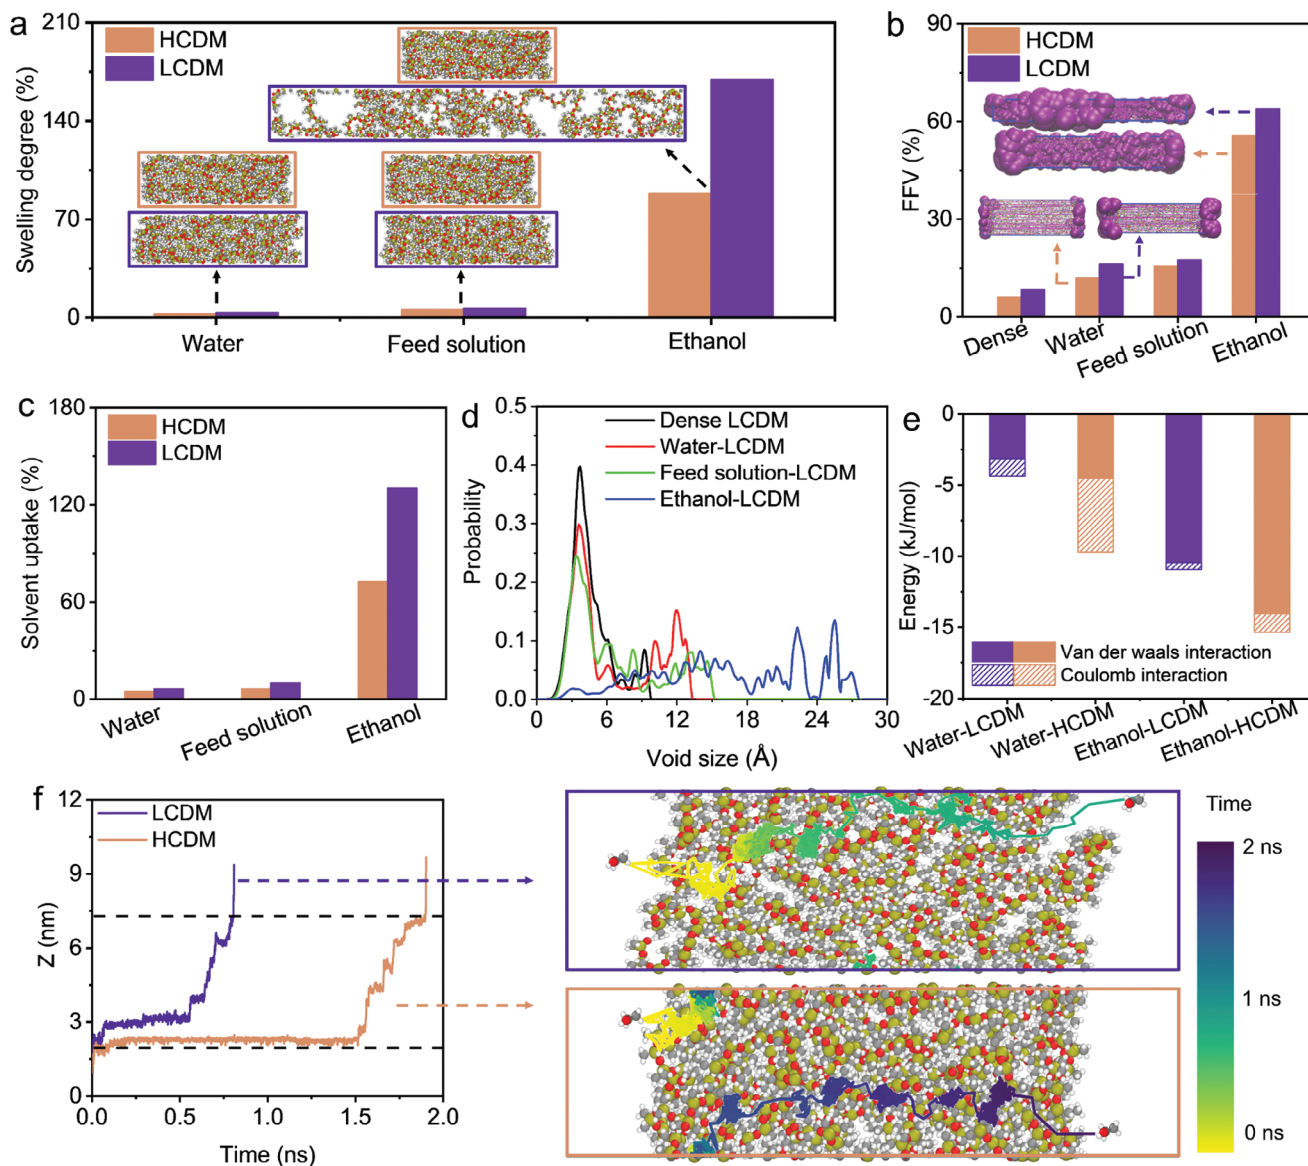 a
210
140
70
0
Swelling degree (%)
HCDM
LCDM
Water
Feed solution
Ethanol
b
90
60
30
0
FFV (%)
HCDM
LCDM
Dense
Water
Feed solution
Ethanol
c
180
120
60
0
Solvent uptake (%)
HCDM
LCDM
Water
Feed solution
Ethanol
d
0.5
0.4
0.3
0.2
0.1
0.0
Probability
Dense LCDM
Water-LCDM
Feed solution-LCDM
Ethanol-LCDM
0 6 12 18 24 30
Void size (Å)
e
0
-5
-10
-15
-20
Energy (kJ/mol)
Van der waals interaction
Coulomb interaction
Water-LCDM
Water-HCDM
Ethanol-LCDM
Ethanol-HCDM
f
12
9
6
3
0
Z (nm)
LCDM
HCDM
0.0 0.5 1.0 1.5 2.0
Time (ns)
Time
2 ns
1 ns
0 ns